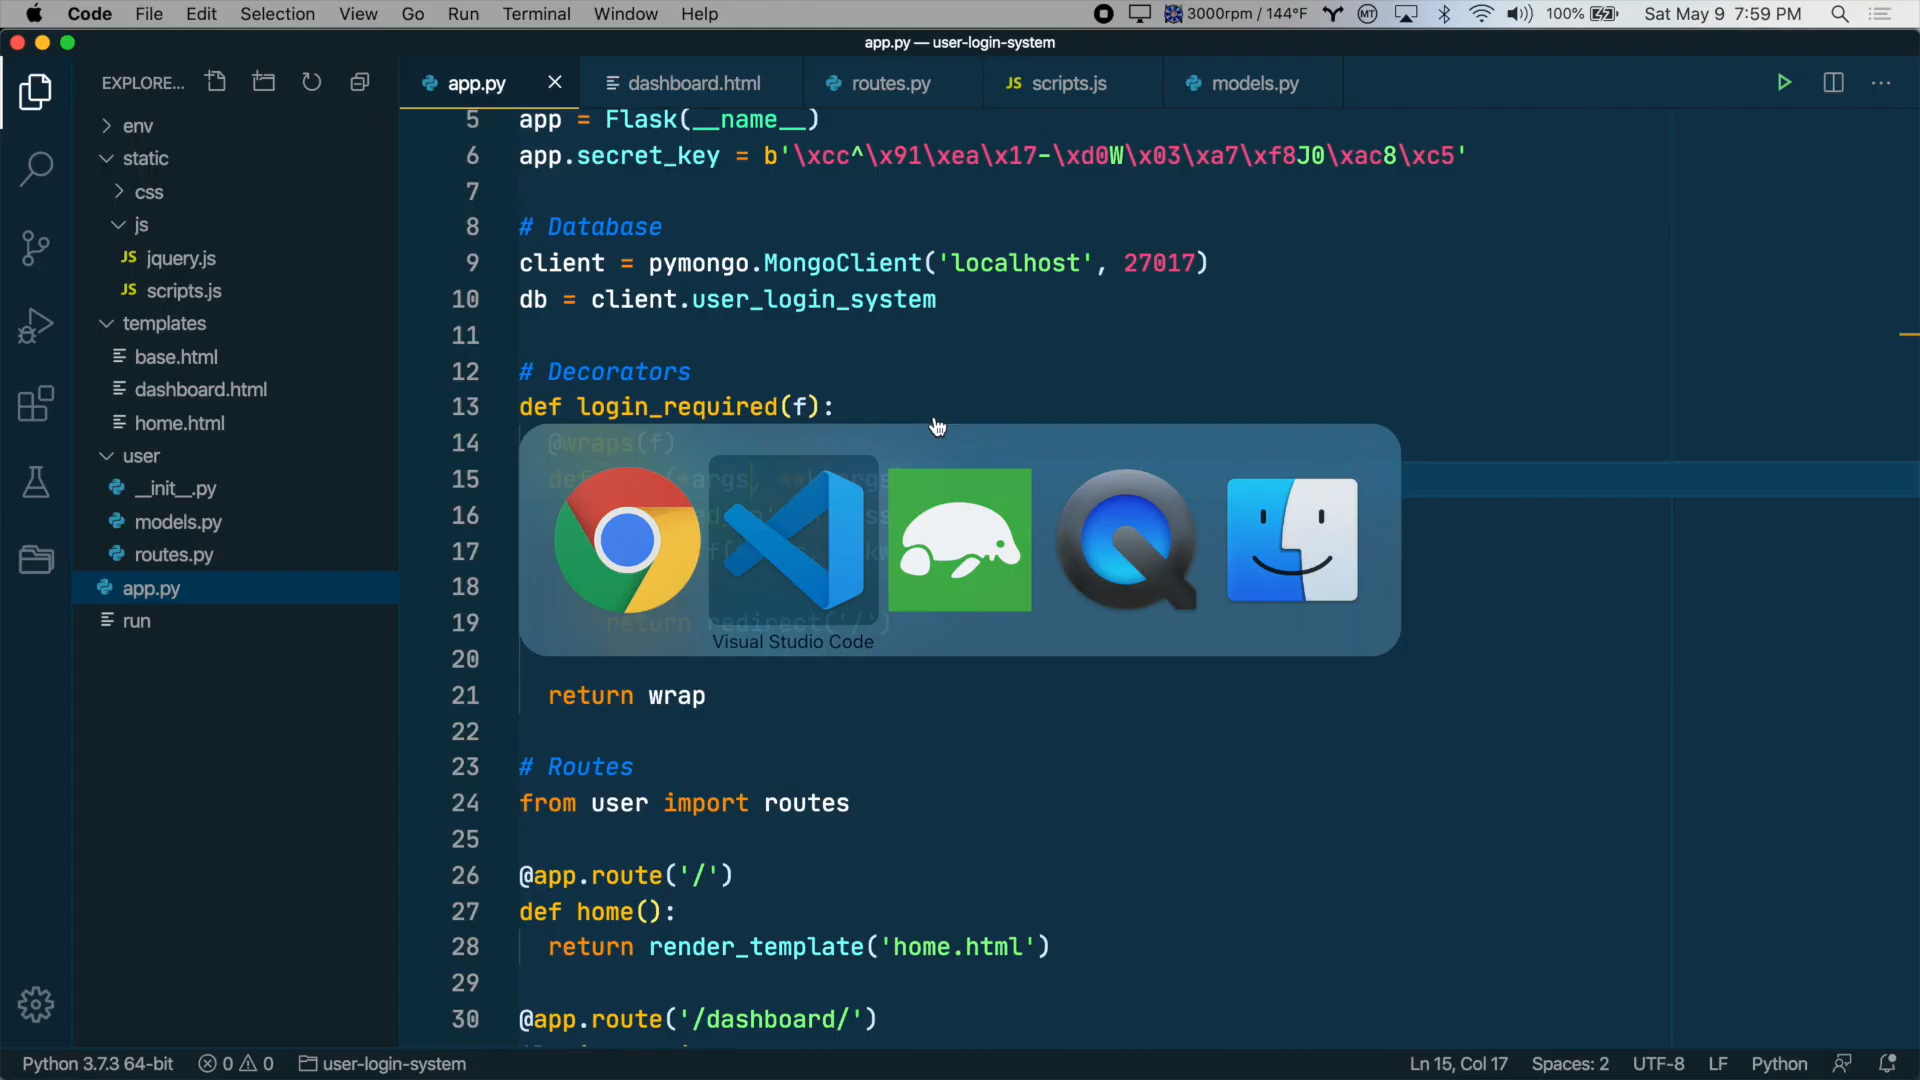 Code File Edit Selection View Go Run Terminal Window Help 3000rpm / 144°F MT 100% Sat May 9 7:59 PM
app.py — user-login-system
EXPLORE...
app.py
dashboard.html
routes.py
JS scripts.js
models.py
env
static
css
js
JS jquery.js
JS scripts.js
templates
base.html
dashboard.html
home.html
user
__init__.py
models.py
routes.py
app.py
run
5 app = Flask(__name__)
6 app.secret_key = b'\xcc^\x91\xea\x17-\xd0W\x03\xa7\xf8J0\xac8\xc5'
7
8 # Database
9 client = pymongo.MongoClient('localhost', 27017)
10 db = client.user_login_system
11
12 # Decorators
13 def login_required(f):
14 @wraps(f)
15 def (*args, **
16
17
18
19 return redirect('/')
20
21 return wrap
22
23 # Routes
24 from user import routes
25
26 @app.route('/')
27 def home():
28 return render_template('home.html')
29
30 @app.route('/dashboard/')
Visual Studio Code
Python 3.7.3 64-bit 0 0 user-login-system Ln 15, Col 17 Spaces: 2 UTF-8 LF Python